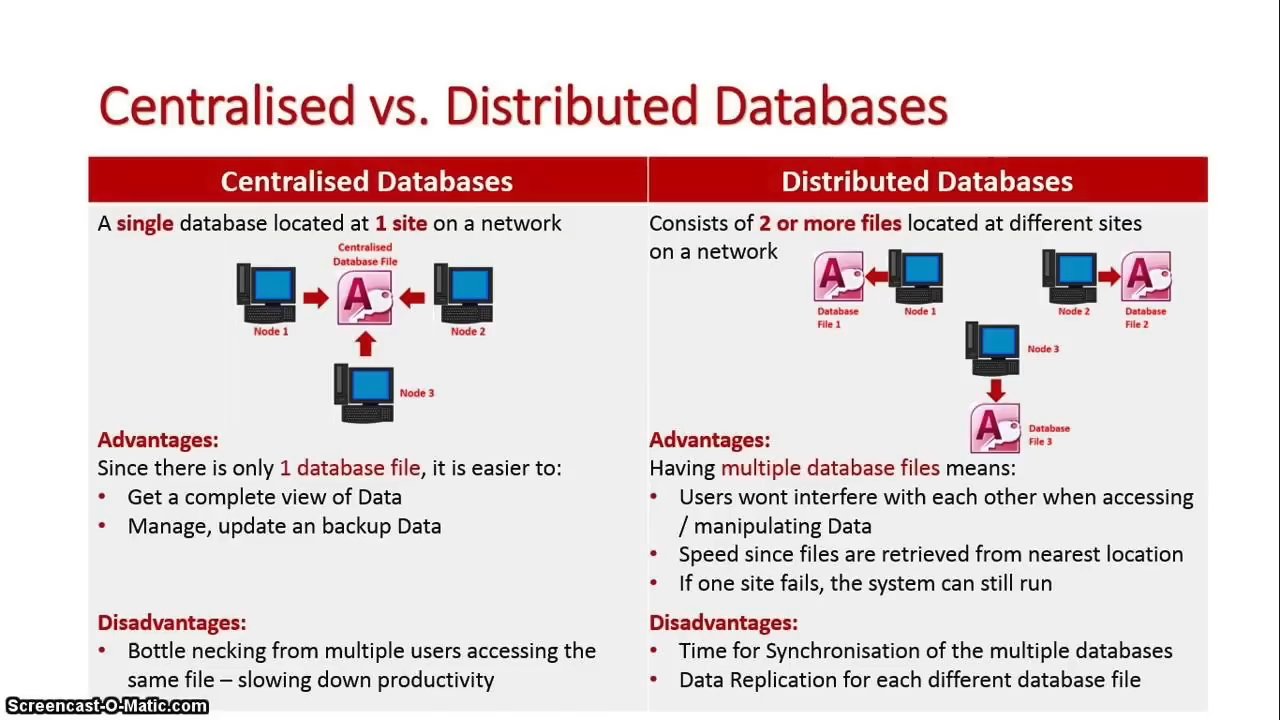 Centralised vs. Distributed Databases
Centralised Databases
A single database located at 1 site on a network
Centralised
Database File
Node 1
Node 2
Node 3
Advantages:
Since there is only 1 database file, it is easier to:
• Get a complete view of Data
• Manage, update an backup Data
Disadvantages:
• Bottle necking from multiple users accessing the
same file – slowing down productivity
Distributed Databases
Consists of 2 or more files located at different sites
on a network
Database
File 1
Node 1
Node 2
Database
File 2
Node 3
Database
File 3
Advantages:
Having multiple database files means:
• Users wont interfere with each other when accessing
/ manipulating Data
• Speed since files are retrieved from nearest location
• If one site fails, the system can still run
Disadvantages:
• Time for Synchronisation of the multiple databases
• Data Replication for each different database file
Screencast-O-Matic.com